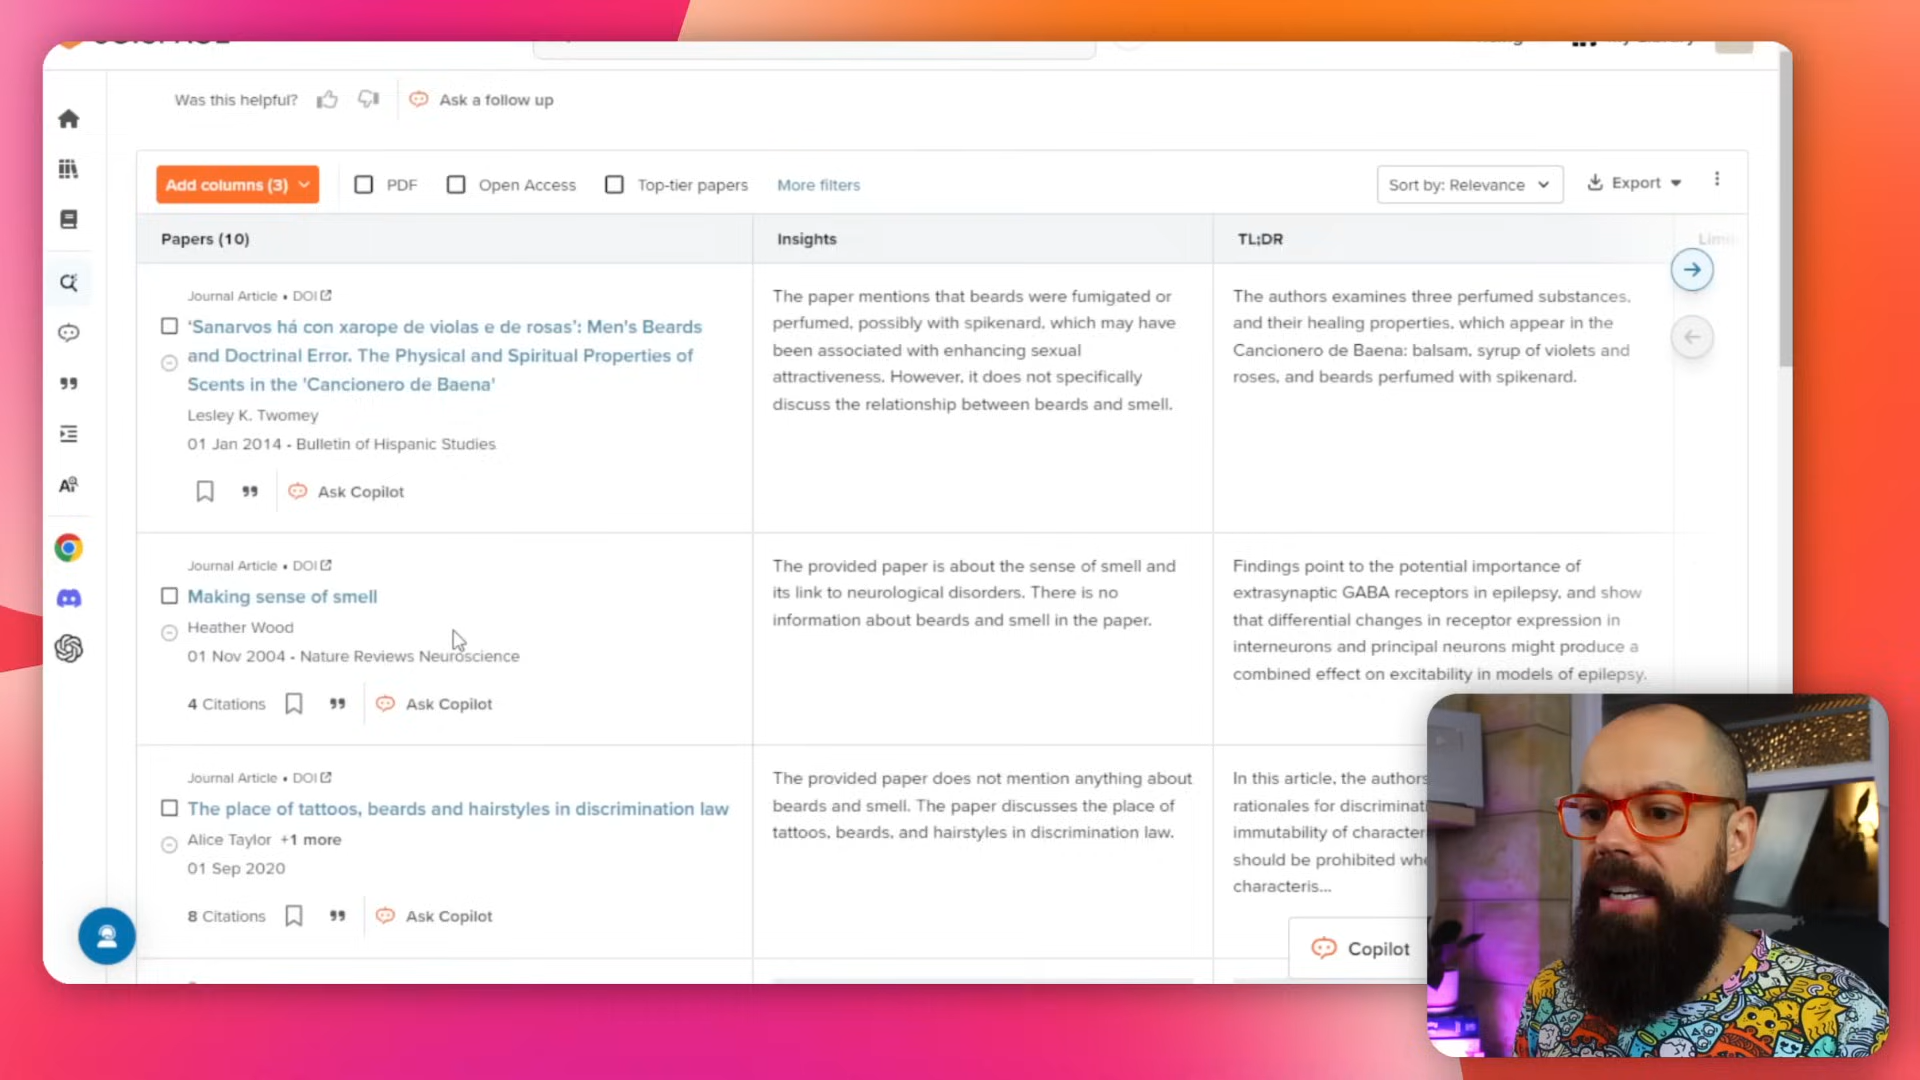 Was this helpful?
Ask a follow up
Add columns (3)
PDF
Open Access
Top-tier papers
More filters
Sort by: Relevance
Export
Papers (10)
Insights
TL;DR
Journal Article • DOI
‘Sanarvos há con xarope de violas e de rosas’: Men's Beards
and Doctrinal Error. The Physical and Spiritual Properties of
Scents in the 'Cancionero de Baena'
Lesley K. Twomey
01 Jan 2014 - Bulletin of Hispanic Studies
Ask Copilot
The paper mentions that beards were fumigated or
perfumed, possibly with spikenard, which may have
been associated with enhancing sexual
attractiveness. However, it does not specifically
discuss the relationship between beards and smell.
The authors examines three perfumed substances,
and their healing properties, which appear in the
Cancionero de Baena: balsam, syrup of violets and
roses, and beards perfumed with spikenard.
Journal Article • DOI
Making sense of smell
Heather Wood
01 Nov 2004 - Nature Reviews Neuroscience
4 Citations
Ask Copilot
The provided paper is about the sense of smell and
its link to neurological disorders. There is no
information about beards and smell in the paper.
Findings point to the potential importance of
extrasynaptic GABA receptors in epilepsy, and show
that differential changes in receptor expression in
interneurons and principal neurons might produce a
combined effect on excitability in models of epilepsy.
Journal Article • DOI
The place of tattoos, beards and hairstyles in discrimination law
Alice Taylor +1 more
01 Sep 2020
8 Citations
Ask Copilot
The provided paper does not mention anything about
beards and smell. The paper discusses the place of
tattoos, beards, and hairstyles in discrimination law.
In this article, the authors
rationales for discriminati
immutability of character
should be prohibited whe
characteris...
Copilot